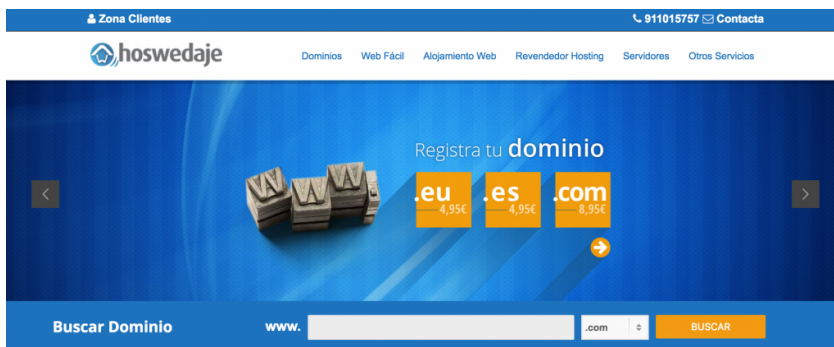 Zona Clientes
911015757 Contacta
hoswedaje
Dominios Web Fácil Alojamiento Web Revendedor Hosting Servidores Otros Servicios
Registra tu dominio
WWW.
.eu .es .com
4,95€ 4,95€ 8,95€
Buscar Dominio www. .com BUSCAR